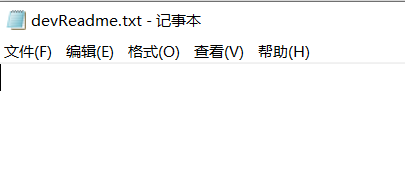 devReadme.txt - 记事本
文件(F) 编辑(E) 格式(O) 查看(V) 帮助(H)